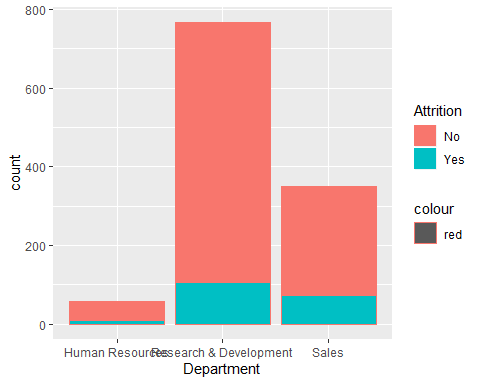 800
600
400
200
0
count
Human Resources
Research & Development
Sales
Department
Attrition
No
Yes
colour
red